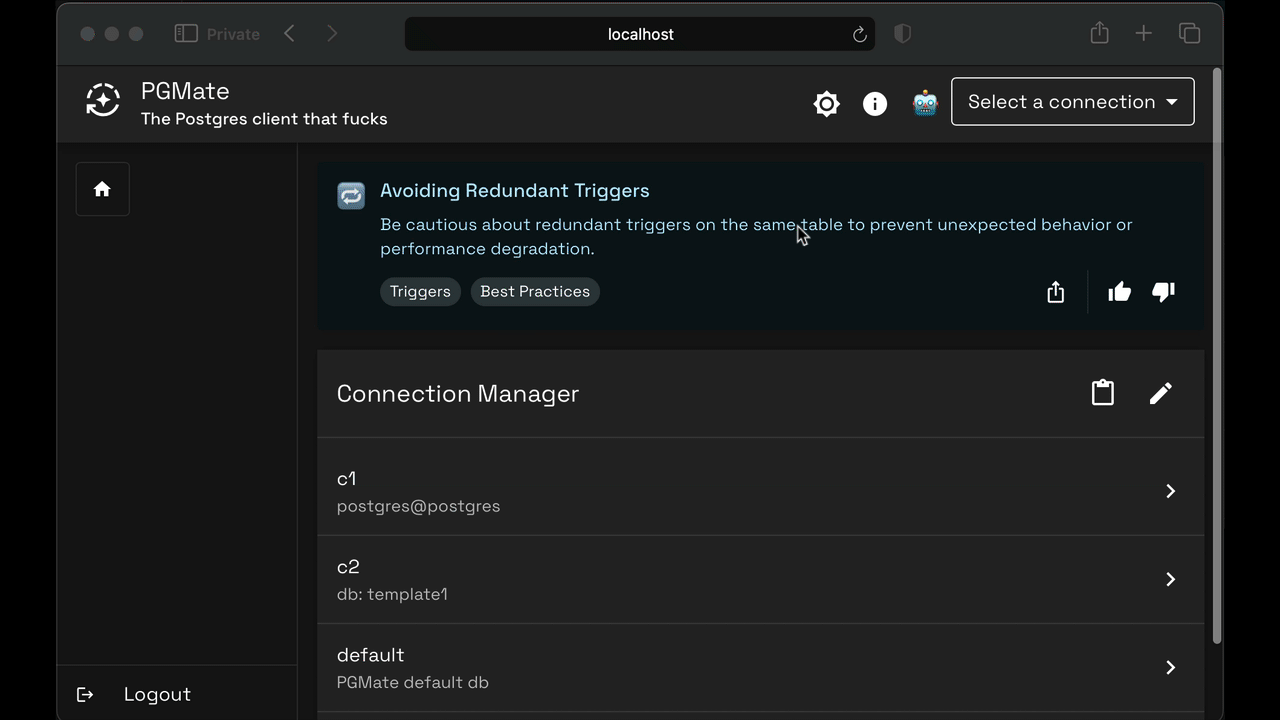 Private
localhost
PGMate
The Postgres client that fucks
Select a connection
Avoiding Redundant Triggers
Be cautious about redundant triggers on the same table to prevent unexpected behavior or
performance degradation.
Triggers
Best Practices
Connection Manager
c1
postgres@postgres
c2
db: template1
default
PGMate default db
Logout